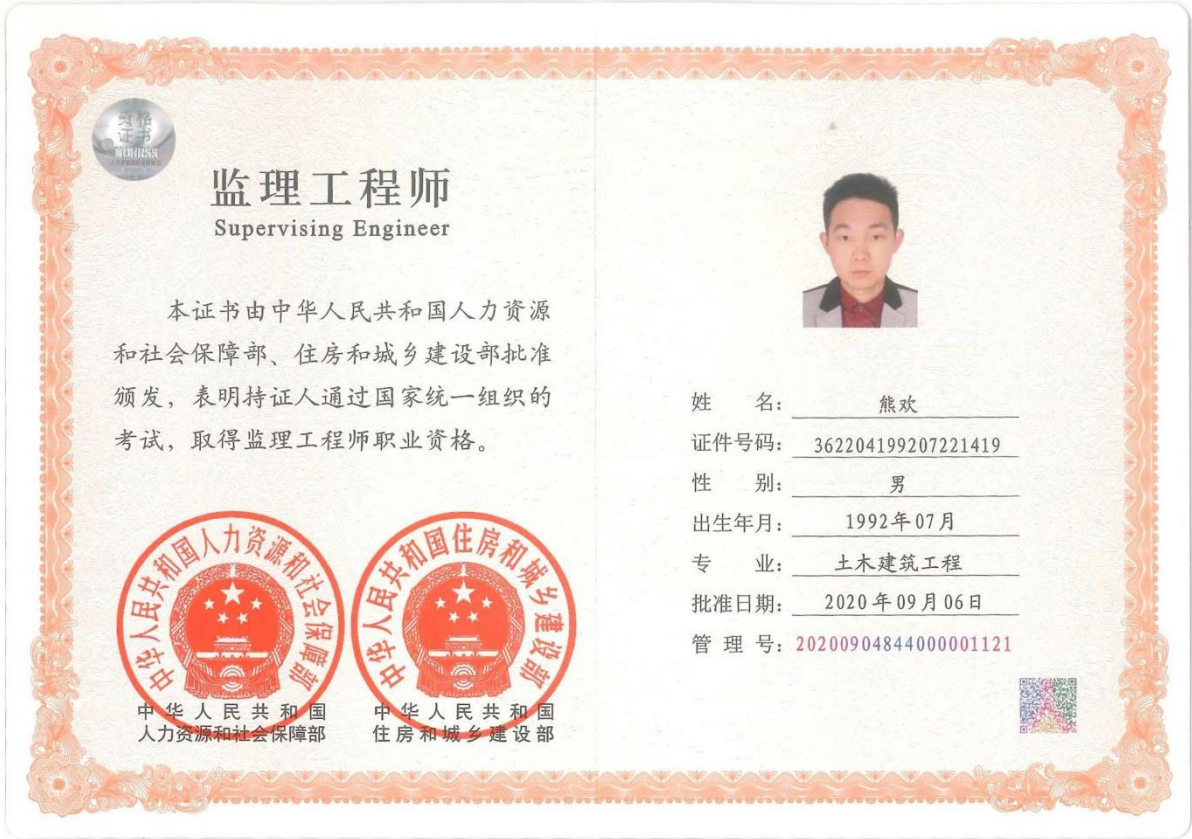 资格
证书
MOHRSS
监理工程师
Supervising Engineer
本证书由中华人民共和国人力资源
和社会保障部、住房和城乡建设部批准
颁发，表明持证人通过国家统一组织的
考试，取得监理工程师职业资格。
中华人民共和国人力资源和社会保障部
中华人民共和国住房和城乡建设部
中华人民共和国
人力资源和社会保障部
中华人民共和国
住房和城乡建设部
姓名：熊欢
证件号码：362204199207221419
性别：男
出生年月：1992年07月
专业：土木建筑工程
批准日期：2020年09月06日
管理号：20200904844000001121